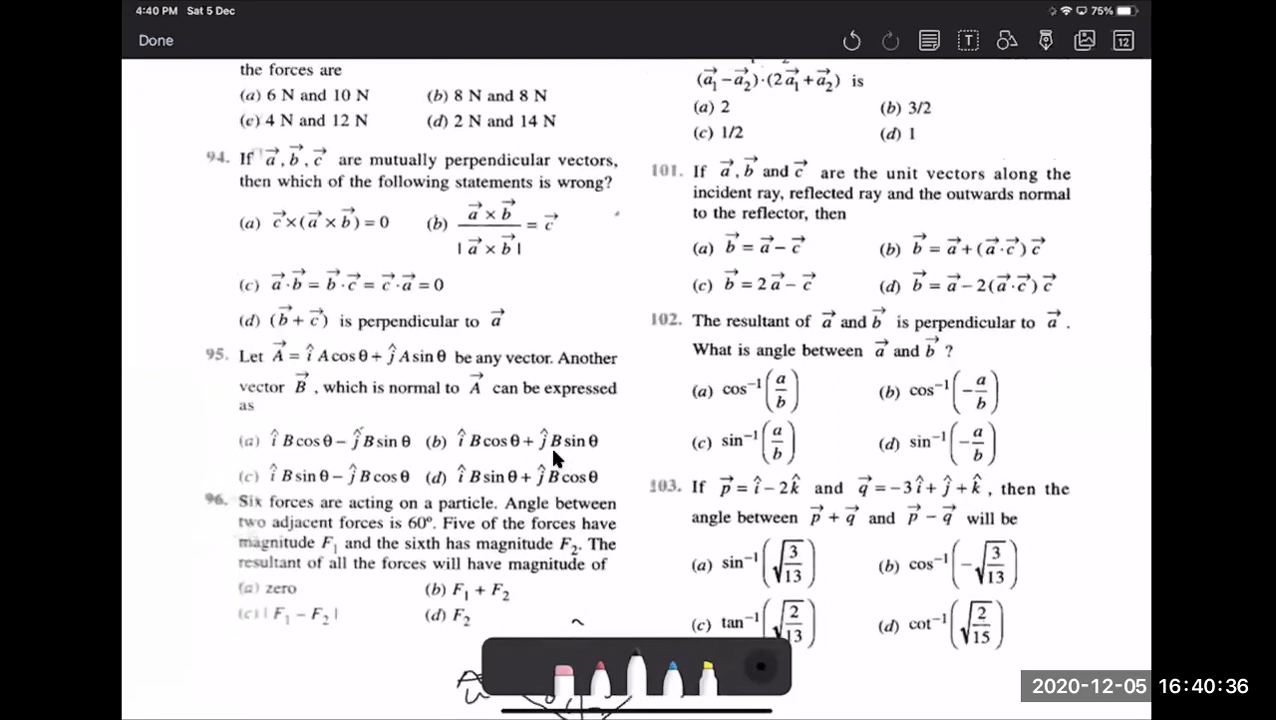 4:40 PM Sat 5 Dec
75%
Done
T
12
the forces are
(a) 6 N and 10 N (b) 8 N and 8 N
(c) 4 N and 12 N (d) 2 N and 14 N
94. If a⃗, b⃗, c⃗ are mutually perpendicular vectors,
then which of the following statements is wrong?
(a) c⃗×(a⃗×b⃗)=0 (b) (a⃗×b⃗)/|a⃗×b⃗| = c⃗
(c) a⃗·b⃗ = b⃗·c⃗ = c⃗·a⃗ = 0
(d) (b⃗+c⃗) is perpendicular to a⃗
95. Let A⃗ = î A cos θ + ĵ A sin θ be any vector. Another
vector B⃗, which is normal to A⃗ can be expressed
as
(a) î B cos θ − ĵ B sin θ (b) î B cos θ + ĵ B sin θ
(c) î B sin θ − ĵ B cos θ (d) î B sin θ + ĵ B cos θ
96. Six forces are acting on a particle. Angle between
two adjacent forces is 60°. Five of the forces have
magnitude F₁ and the sixth has magnitude F₂. The
resultant of all the forces will have magnitude of
(a) zero (b) F₁ + F₂
(c) | F₁ − F₂ | (d) F₂
(a⃗₁−a⃗₂)·(2a⃗₁+a⃗₂) is
(a) 2 (b) 3/2
(c) 1/2 (d) 1
101. If a⃗, b⃗ and c⃗ are the unit vectors along the
incident ray, reflected ray and the outwards normal
to the reflector, then
(a) b⃗ = a⃗ − c⃗ (b) b⃗ = a⃗ + (a⃗·c⃗) c⃗
(c) b⃗ = 2a⃗ − c⃗ (d) b⃗ = a⃗ − 2(a⃗·c⃗) c⃗
102. The resultant of a⃗ and b⃗ is perpendicular to a⃗.
What is angle between a⃗ and b⃗ ?
(a) cos⁻¹(a/b) (b) cos⁻¹(−a/b)
(c) sin⁻¹(a/b) (d) sin⁻¹(−a/b)
103. If p⃗ = î − 2k̂ and q⃗ = −3î + ĵ + k̂, then the
angle between p⃗ + q⃗ and p⃗ − q⃗ will be
(a) sin⁻¹(√(3/13)) (b) cos⁻¹(−√(3/13))
(c) tan⁻¹(√(2/13)) (d) cot⁻¹(√(2/15))
2020-12-05 16:40:36